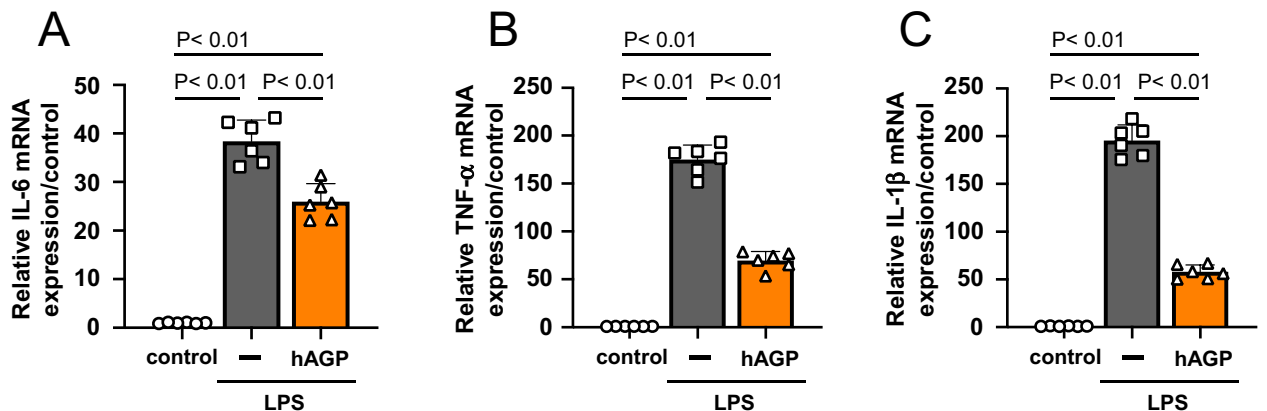 A
P< 0.01
P< 0.01 P< 0.01
Relative IL-6 mRNA
expression/control
50
40
30
20
10
0
control – hAGP
LPS
B
P< 0.01
P< 0.01 P< 0.01
Relative TNF-α mRNA
expression/control
250
200
150
100
50
0
control – hAGP
LPS
C
P< 0.01
P< 0.01 P< 0.01
Relative IL-1β mRNA
expression/control
250
200
150
100
50
0
control – hAGP
LPS